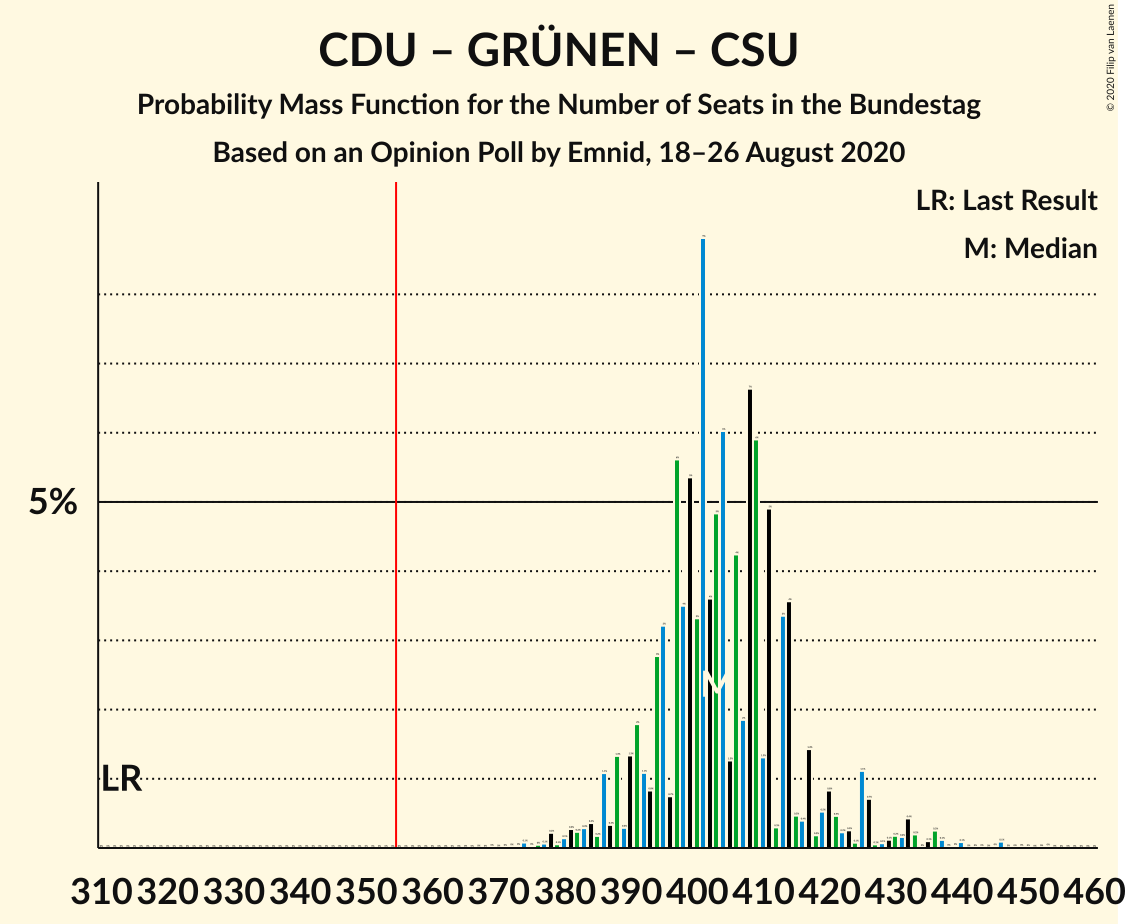 CDU – GRÜNEN – CSU
Probability Mass Function for the Number of Seats in the Bundestag
Based on an Opinion Poll by Emnid, 18–26 August 2020
© 2020 Filip van Laenen
LR: Last Result
M: Median
5%
LR
M
310 320 330 340 350 360 370 380 390 400 410 420 430 440 450 460